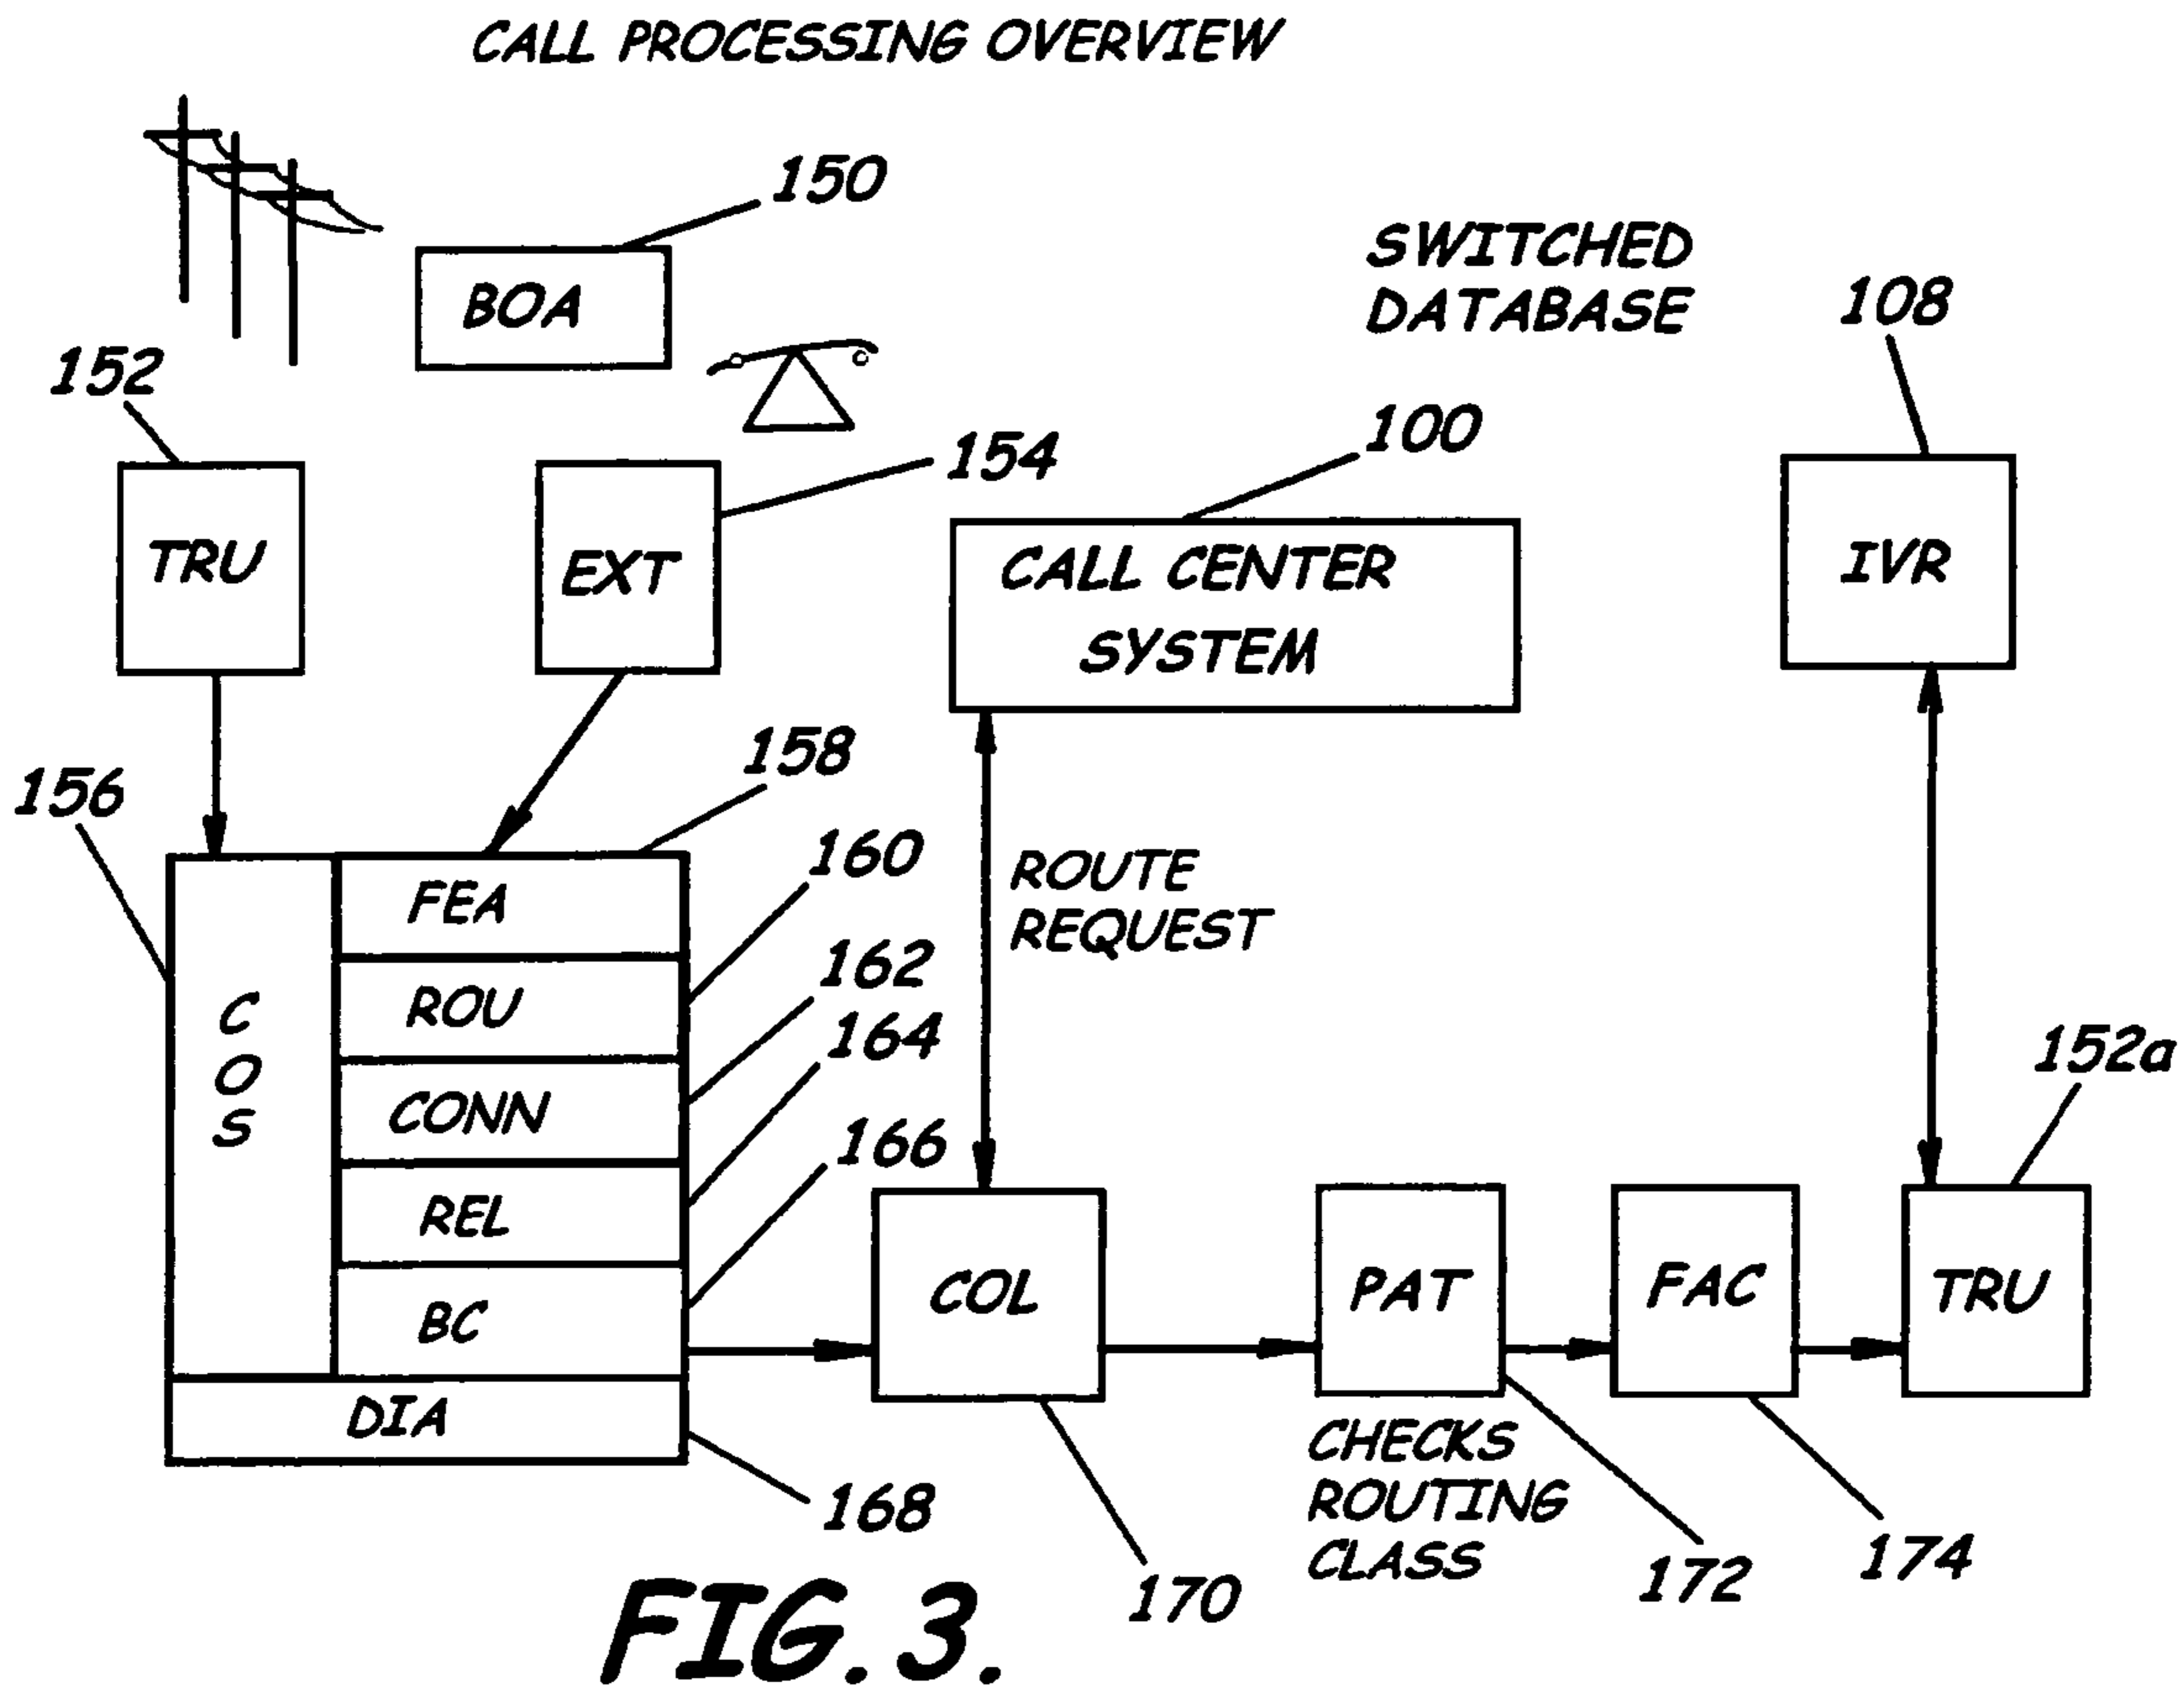 CALL PROCESSING OVERVIEW
150
BOA
SWITCHED
DATABASE
108
152
100
154
TRU
EXT
CALL CENTER
SYSTEM
IVR
158
156
160
FEA
ROUTE
REQUEST
162
ROU
164
152a
COS
CONN
166
REL
COL
PAT
FAC
TRU
BC
DIA
CHECKS
ROUTING
CLASS
168
170
172
174
FIG. 3.